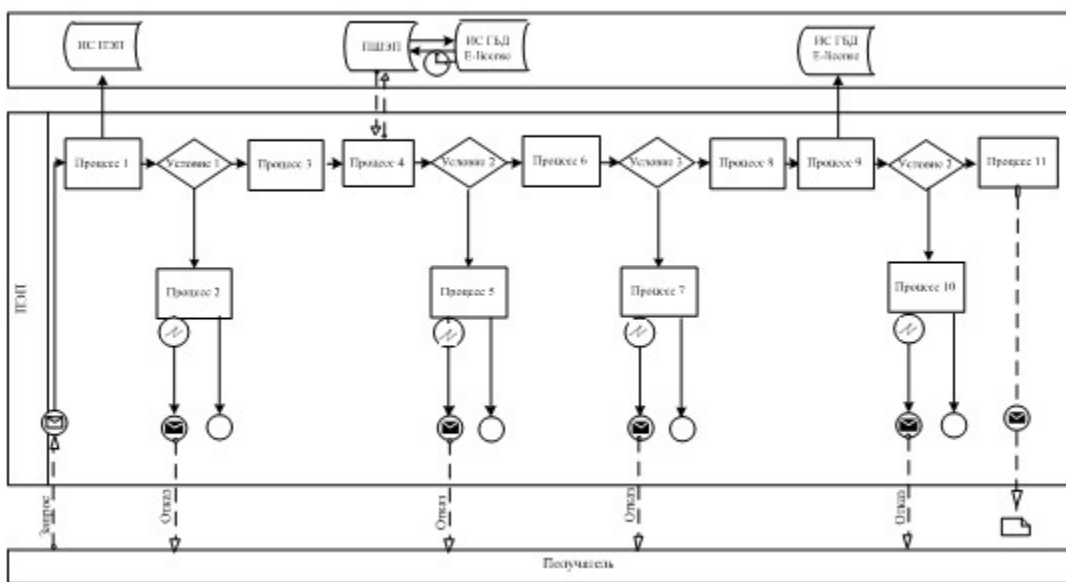 ИС ПЭП
ПШЭП
ИС ГБД
E-license
ИС ГБД
E-license
Процесс 1
Условие 1
Процесс 3
Процесс 4
Условие 2
Процесс 6
Условие 3
Процесс 8
Процесс 9
Условие 2
Процесс 11
Процесс 2
Процесс 5
Процесс 7
Процесс 10
Запрос
Отказ
Отказ
Отказ
Отказ
Получатель